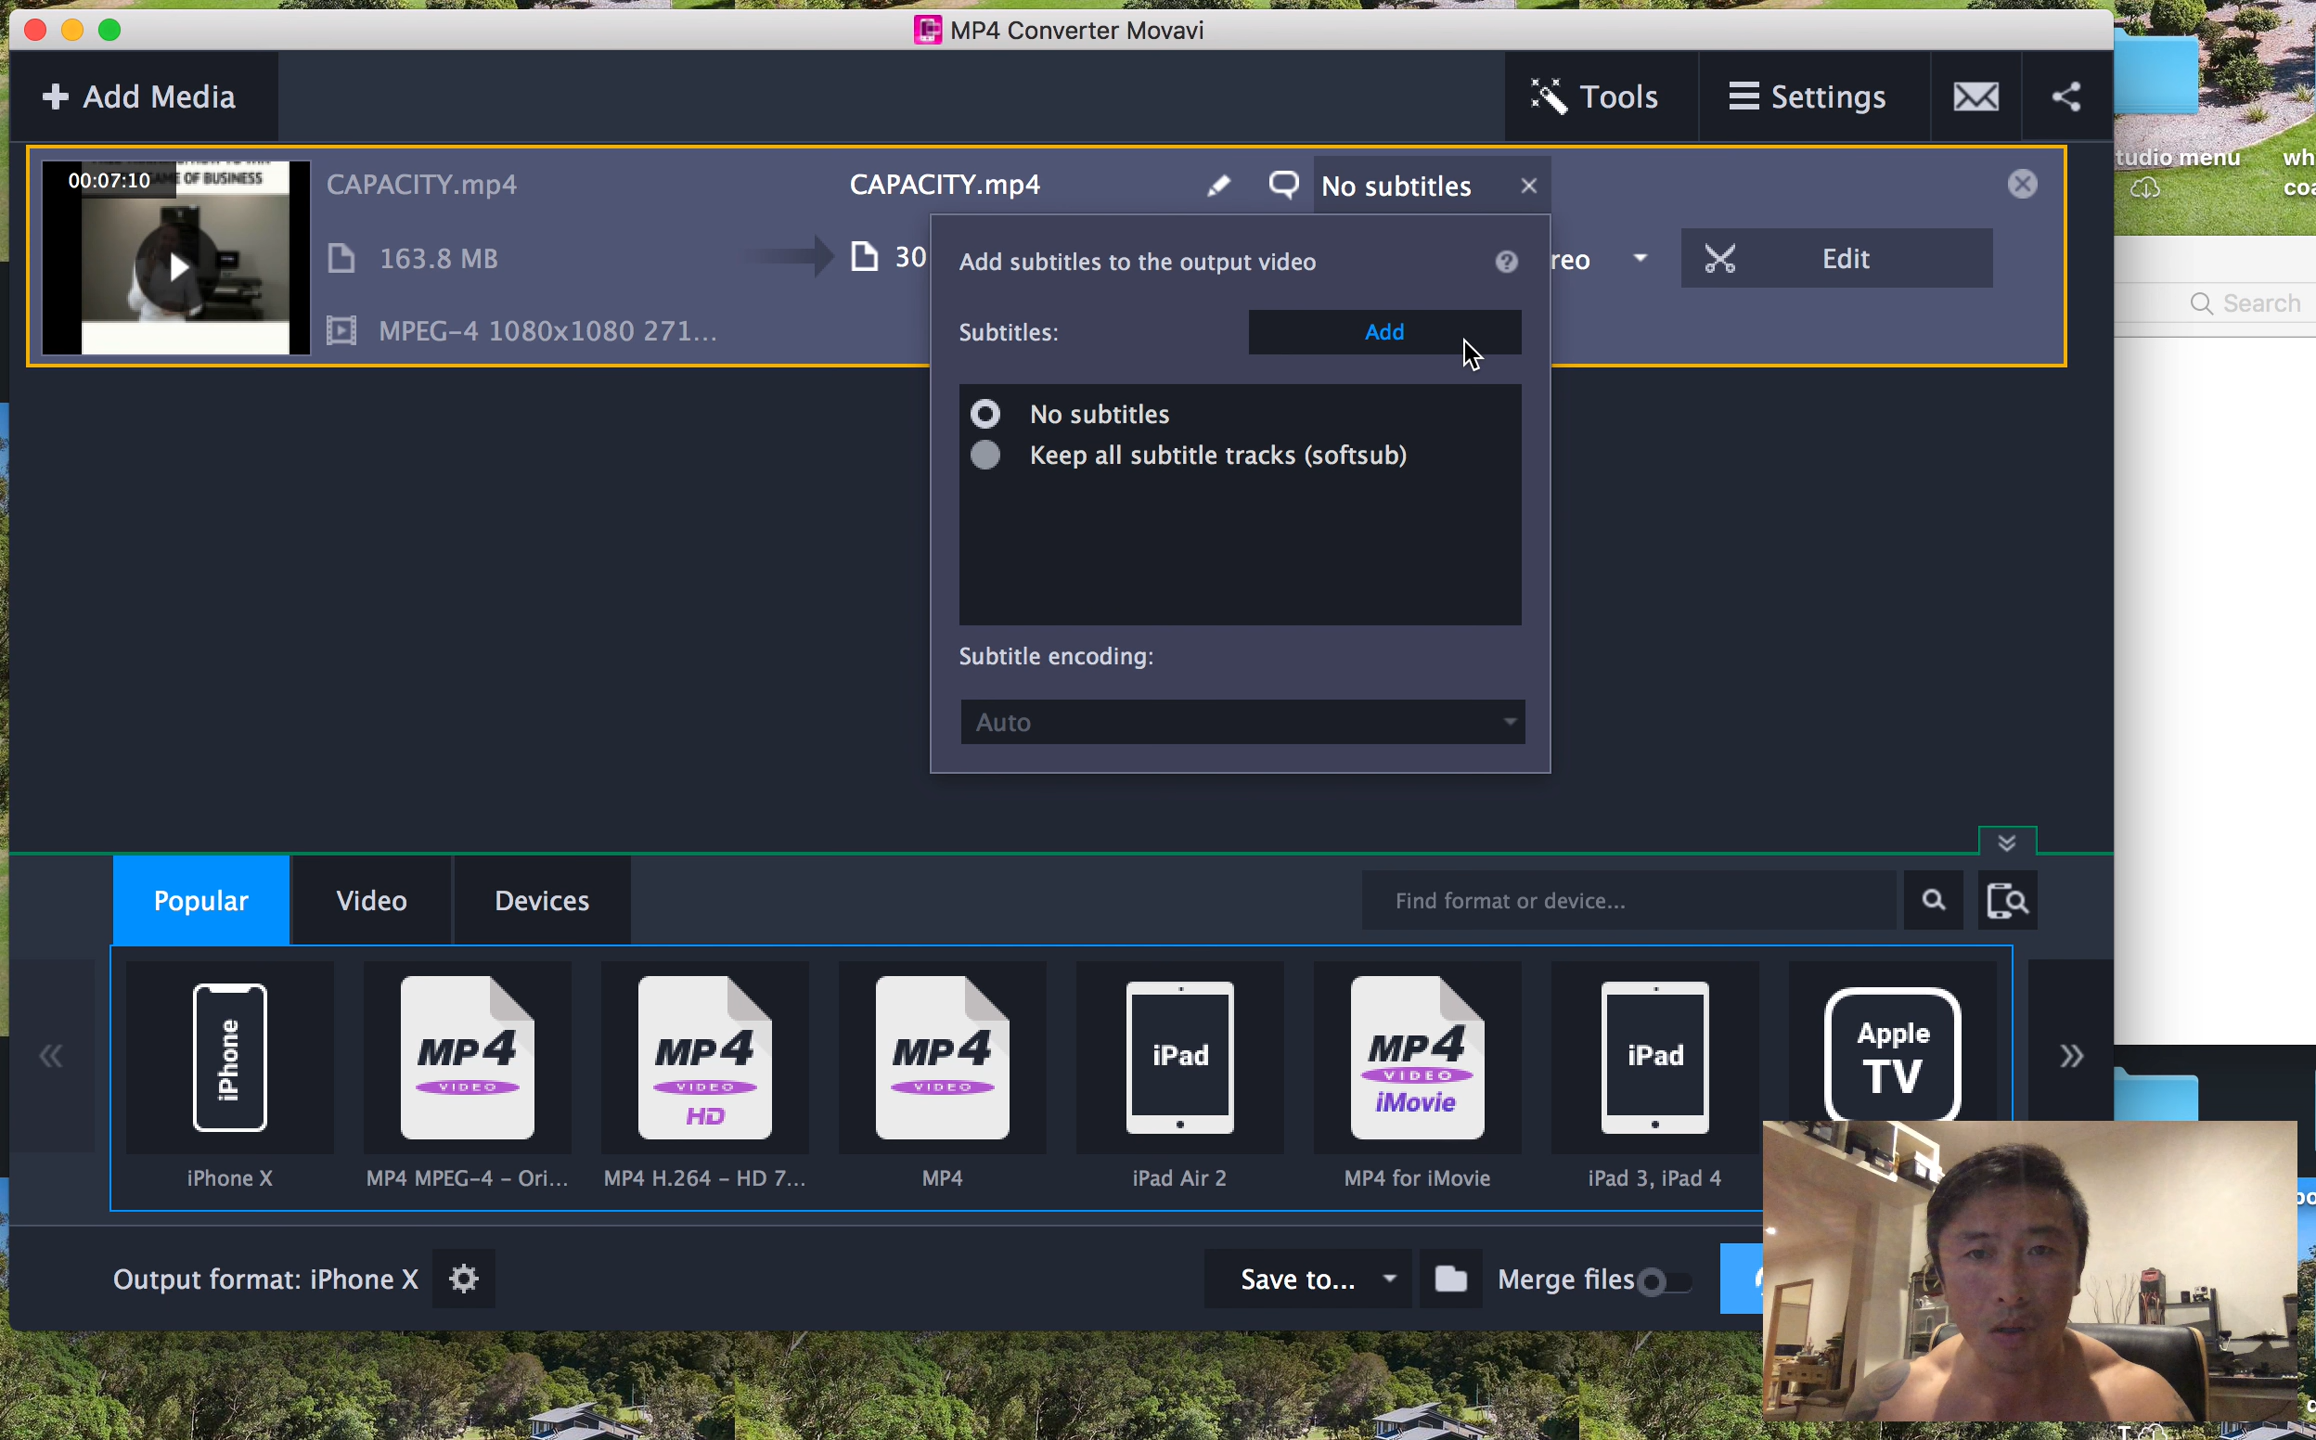 MP4 Converter Movavi
Add Media
Tools
Settings
00:07:10
GAME OF BUSINESS
CAPACITY.mp4
CAPACITY.mp4
No subtitles
163.8 MB
30
reo
Edit
MPEG-4 1080x1080 271...
Add subtitles to the output video
?
Subtitles:
Add
No subtitles
Keep all subtitle tracks (softsub)
Subtitle encoding:
Auto
tudio menu
wh
coa
Search
Popular
Video
Devices
Find format or device...
iPhone
MP4
VIDEO
MP4
VIDEO
HD
MP4
VIDEO
iPad
MP4
VIDEO
iMovie
iPad
Apple
TV
iPhone X
MP4 MPEG-4 - Ori...
MP4 H.264 - HD 7...
MP4
iPad Air 2
MP4 for iMovie
iPad 3, iPad 4
Output format: iPhone X
Save to...
Merge files